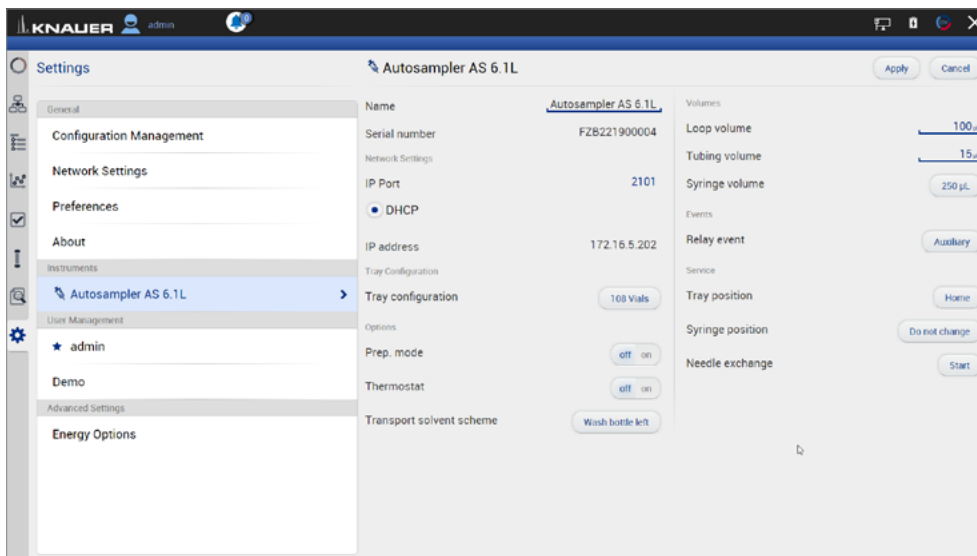 KNAUER admin 0
Settings
General
Configuration Management
Network Settings
Preferences
About
Instruments
Autosampler AS 6.1L
User Management
admin
Demo
Advanced Settings
Energy Options
Autosampler AS 6.1L
Apply Cancel
Name Autosampler AS 6.1L
Serial number FZB221900004
Network Settings
IP Port 2101
DHCP
IP address 172.16.5.202
Tray Configuration
Tray configuration 108 Vials
Options
Prep. mode off on
Thermostat off on
Transport solvent scheme Wash bottle left
Volumes
Loop volume 100
Tubing volume 15
Syringe volume 250 µL
Events
Relay event Auxiliary
Service
Tray position Home
Syringe position Do not change
Needle exchange Start